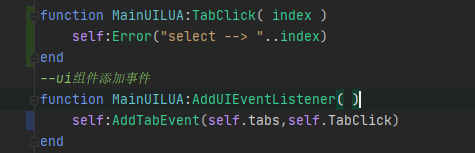 function MainUILUA:TabClick( index )
    self:Error("select --> "..index)
end
--ui组件添加事件
function MainUILUA:AddUIEventListener( )
    self:AddTabEvent(self.tabs,self.TabClick)
end